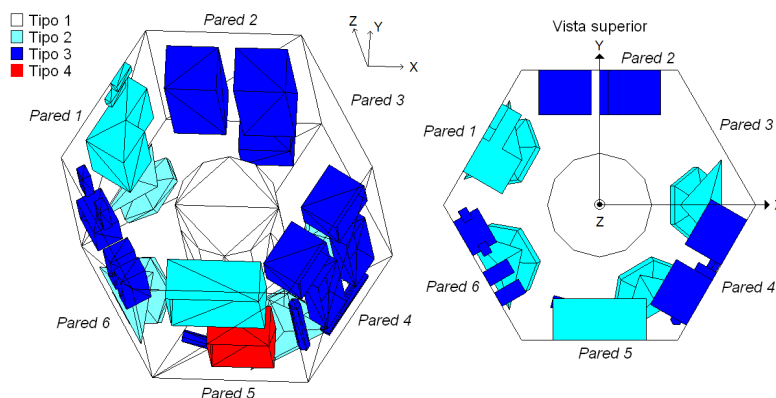 Tipo 1
Tipo 2
Tipo 3
Tipo 4
Pared 2
Z
Y
X
Pared 1
Pared 3
Pared 6
Pared 4
Pared 5
Vista superior
Y
Pared 2
Pared 1
Pared 3
Z
X
Pared 6
Pared 4
Pared 5